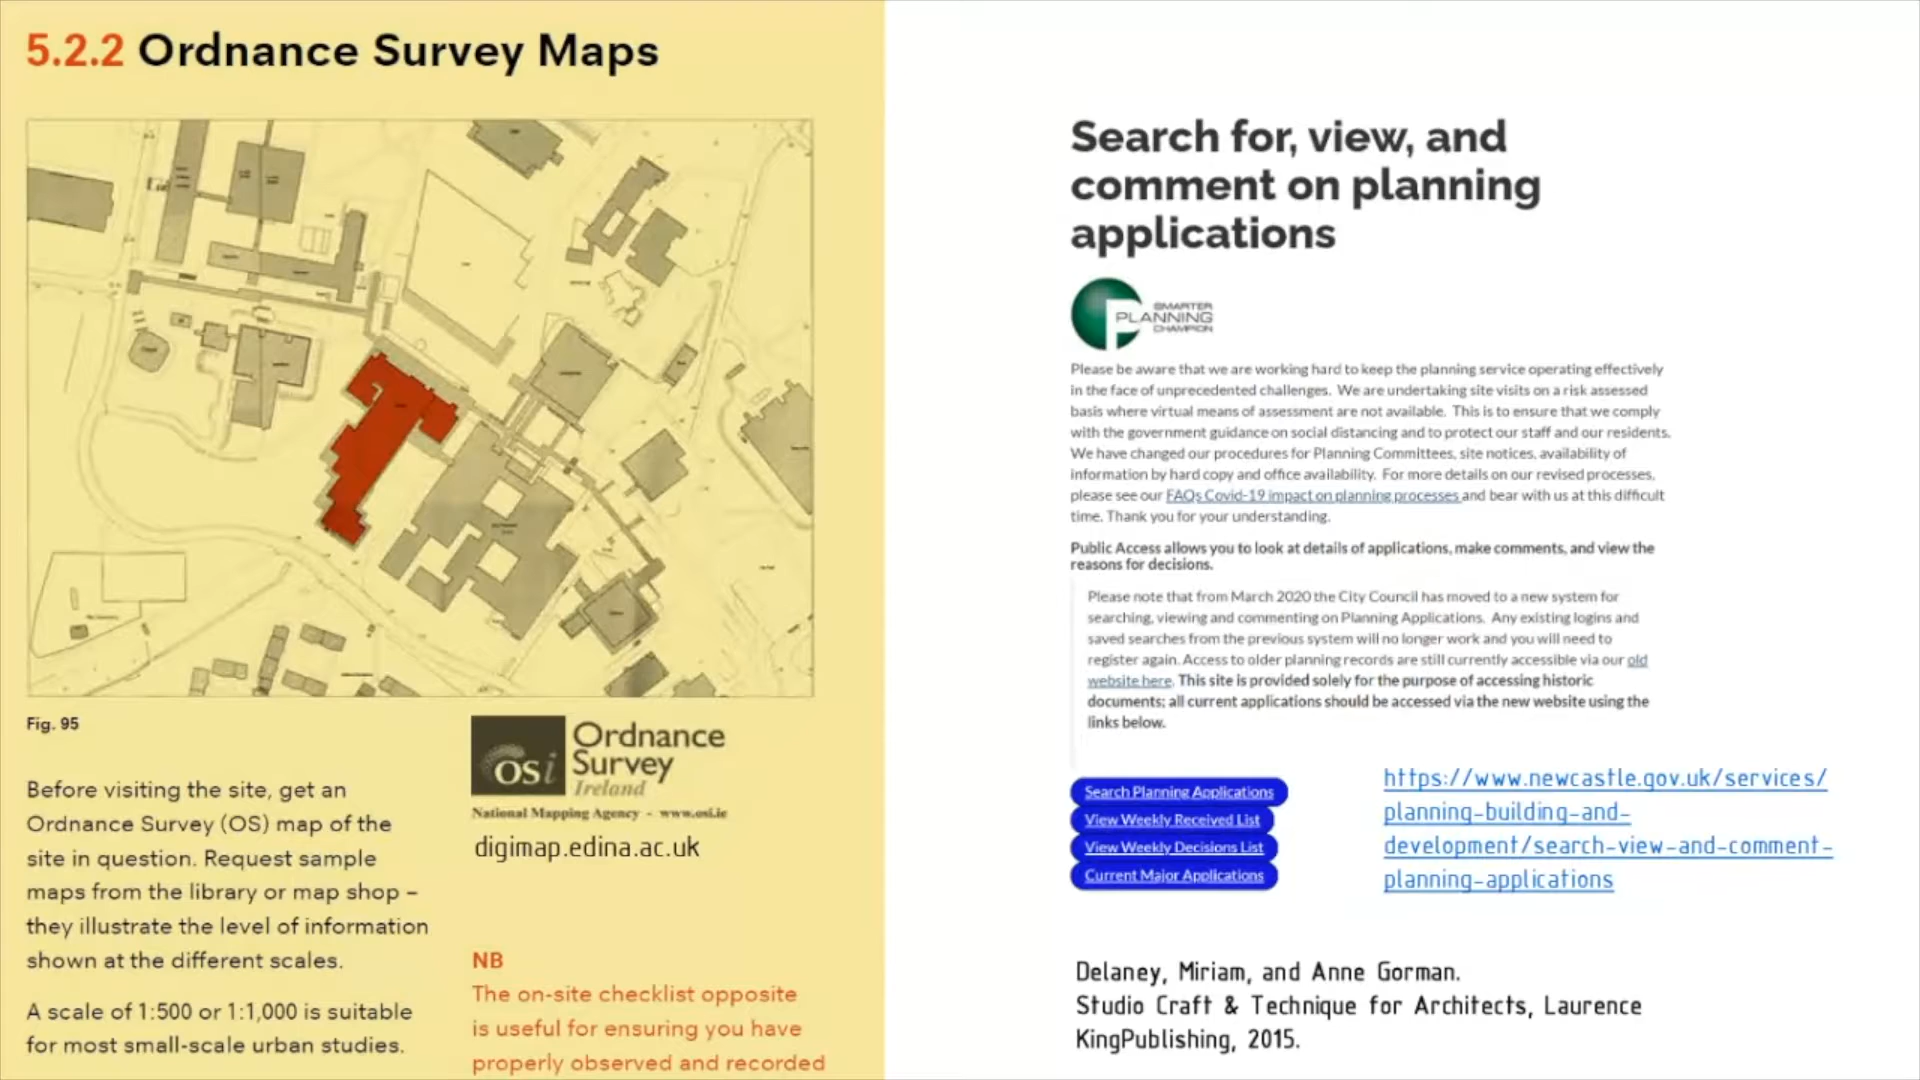 5.2.2 Ordnance Survey Maps
Fig. 95
Before visiting the site, get an
Ordnance Survey (OS) map of the
site in question. Request sample
maps from the library or map shop –
they illustrate the level of information
shown at the different scales.
A scale of 1:500 or 1:1,000 is suitable
for most small-scale urban studies.
osi
Ordnance
Survey
Ireland
National Mapping Agency - www.osi.ie
digimap.edina.ac.uk
NB
The on-site checklist opposite
is useful for ensuring you have
properly observed and recorded
Search for, view, and
comment on planning
applications
SMARTER
PLANNING
CHAMPION
Please be aware that we are working hard to keep the planning service operating effectively
in the face of unprecedented challenges. We are undertaking site visits on a risk assessed
basis where virtual means of assessment are not available. This is to ensure that we comply
with the government guidance on social distancing and to protect our staff and our residents.
We have changed our procedures for Planning Committees, site notices, availability of
information by hard copy and office availability. For more details on our revised processes,
please see our FAQs Covid-19 impact on planning processes and bear with us at this difficult
time. Thank you for your understanding.
Public Access allows you to look at details of applications, make comments, and view the
reasons for decisions.
Please note that from March 2020 the City Council has moved to a new system for
searching, viewing and commenting on Planning Applications. Any existing logins and
saved searches from the previous system will no longer work and you will need to
register again. Access to older planning records are still currently accessible via our old
website here. This site is provided solely for the purpose of accessing historic
documents; all current applications should be accessed via the new website using the
links below.
Search Planning Applications
View Weekly Received List
View Weekly Decisions List
Current Major Applications
https://www.newcastle.gov.uk/services/
planning-building-and-
development/search-view-and-comment-
planning-applications
Delaney, Miriam, and Anne Gorman.
Studio Craft & Technique for Architects, Laurence
KingPublishing, 2015.